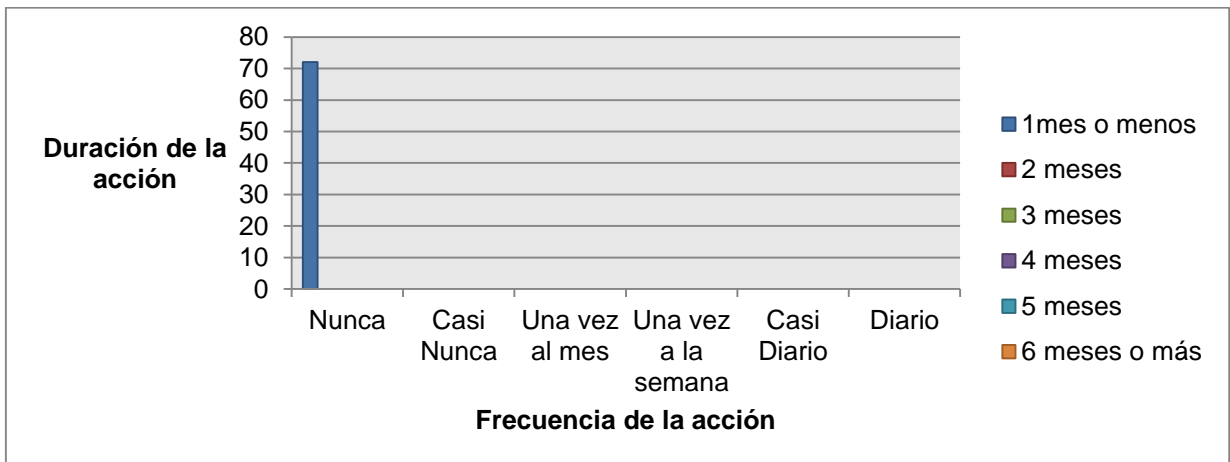 80
70
60
50
40
30
20
10
0
Duración de la
acción
Nunca
Casi
Nunca
Una vez
al mes
Una vez
a la
semana
Casi
Diario
Diario
Frecuencia de la acción
1mes o menos
2 meses
3 meses
4 meses
5 meses
6 meses o más